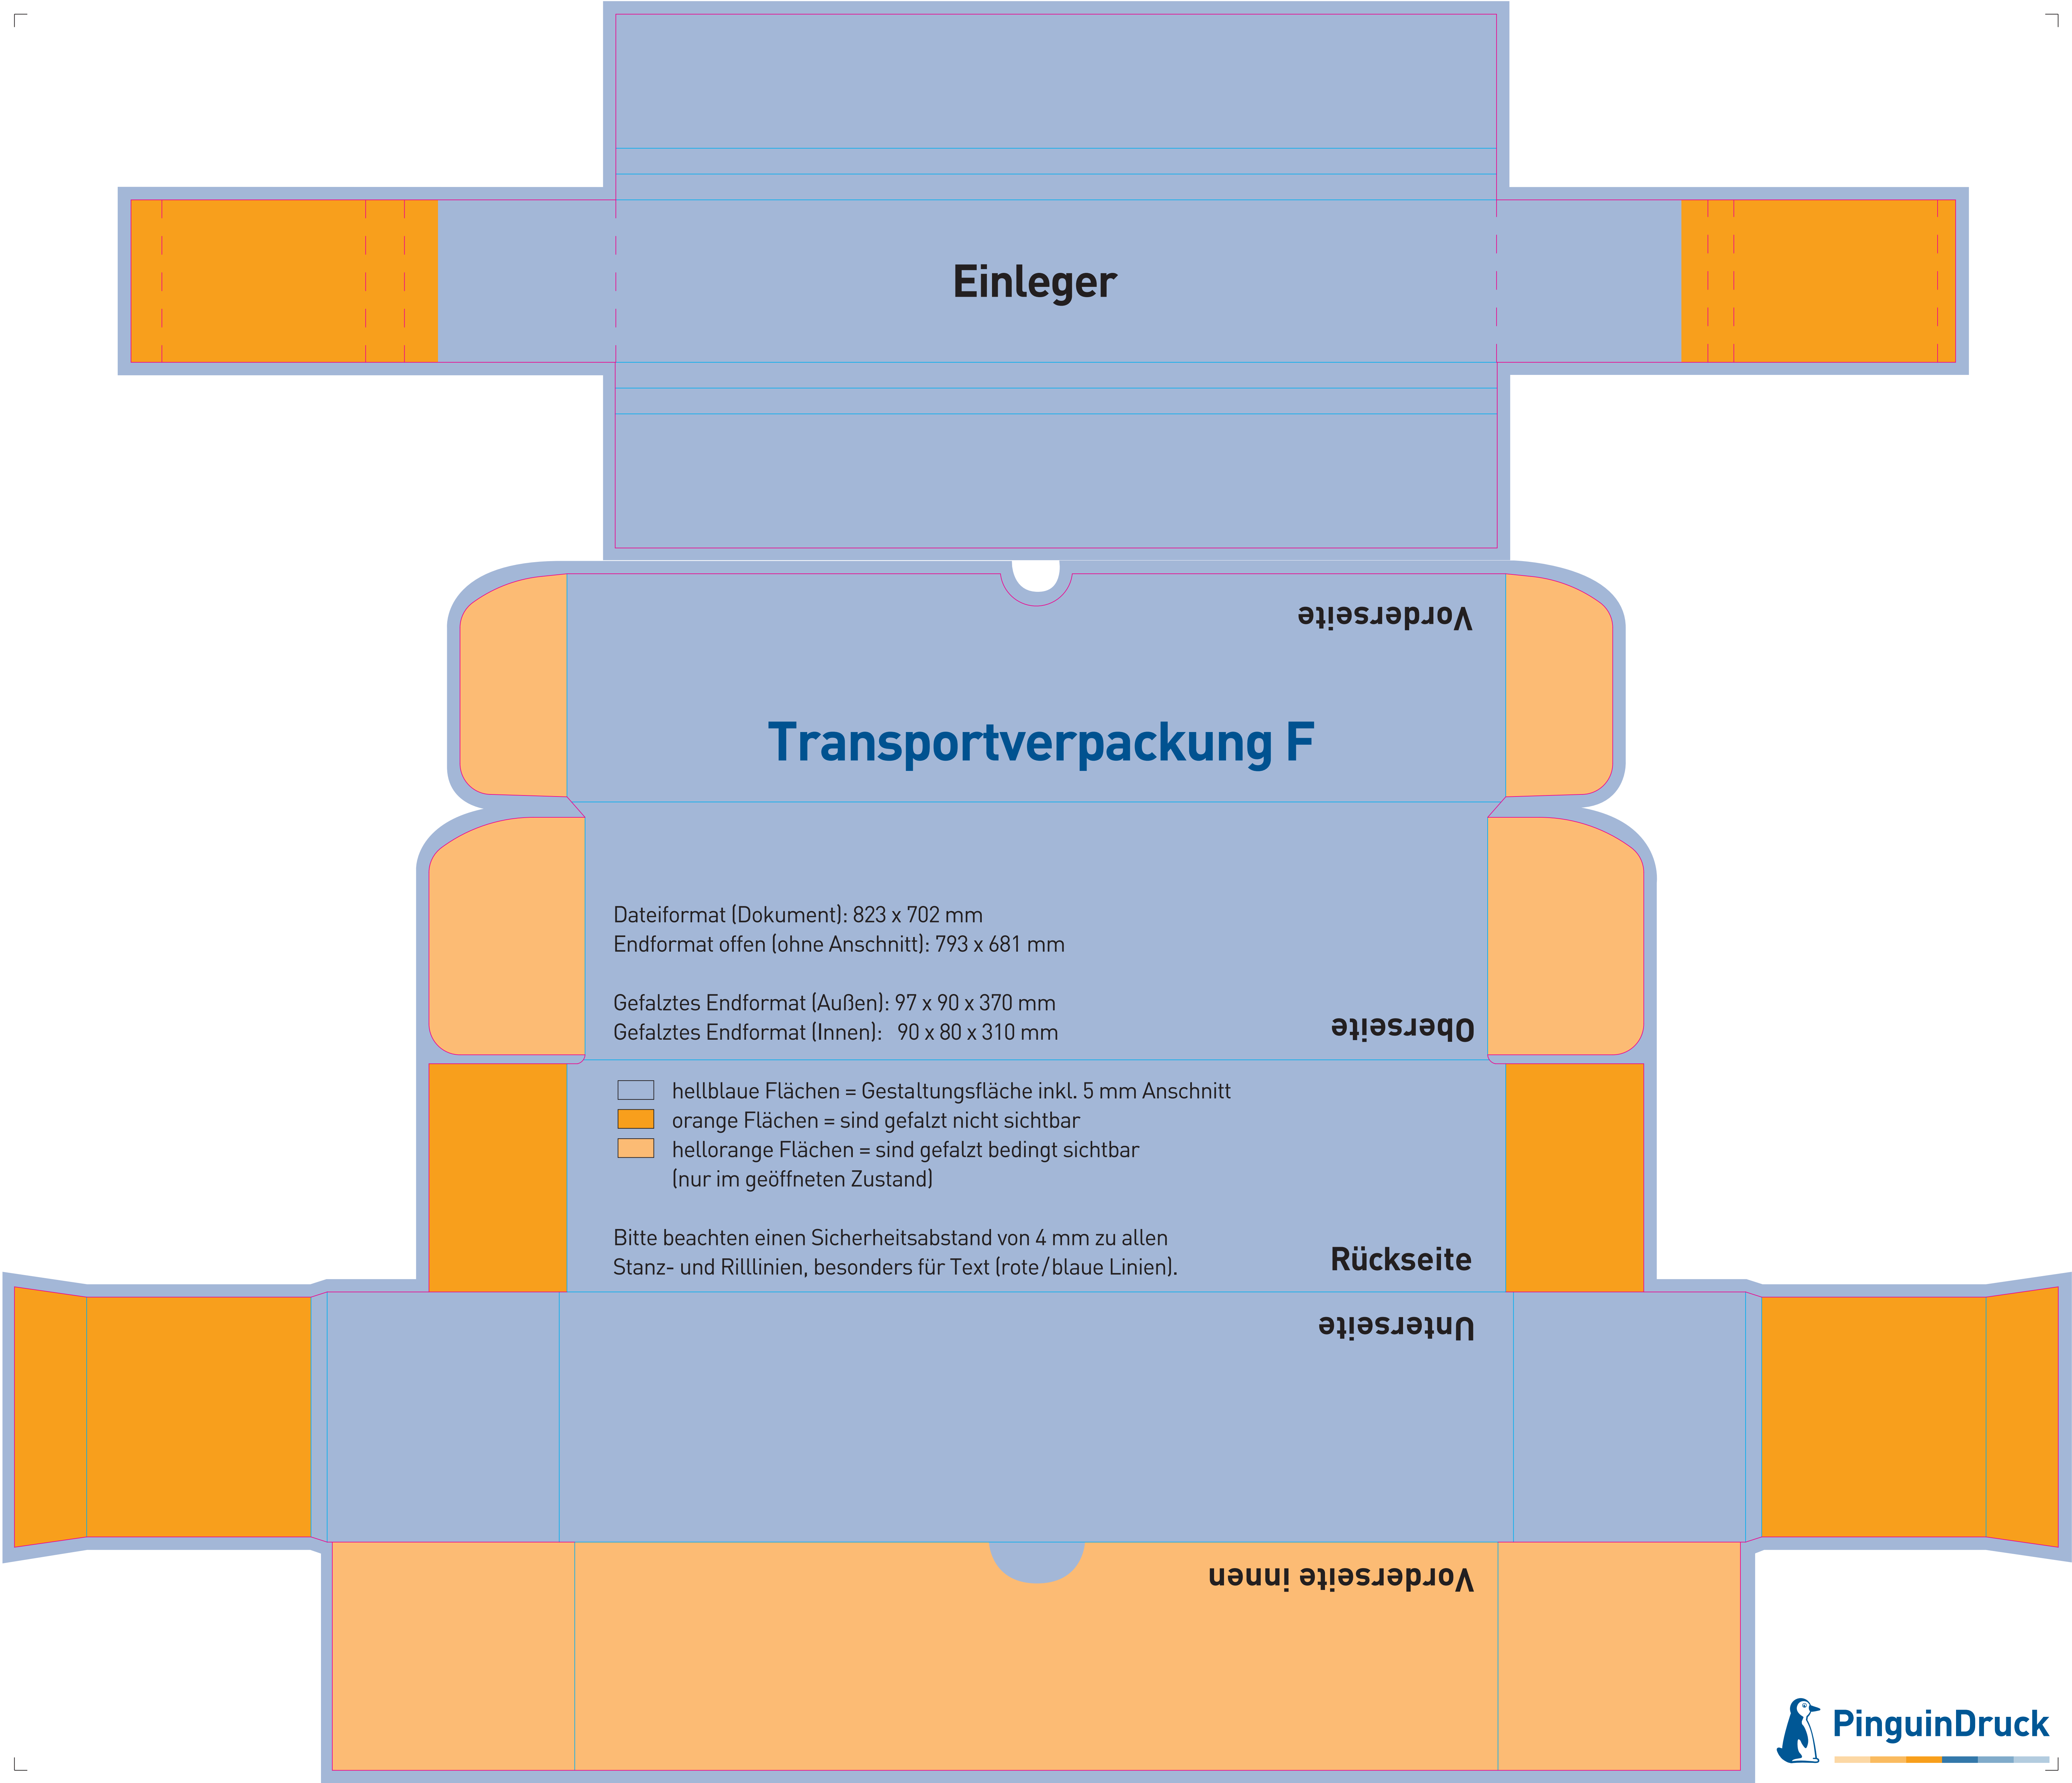 Einleger
Vorderseite
Transportverpackung F
Dateiformat (Dokument): 823 x 702 mm
Endformat offen (ohne Anschnitt): 793 x 681 mm
Gefalztes Endformat (Außen): 97 x 90 x 370 mm
Gefalztes Endformat (Innen): 90 x 80 x 310 mm
Oberseite
hellblaue Flächen = Gestaltungsfläche inkl. 5 mm Anschnitt
orange Flächen = sind gefalzt nicht sichtbar
hellorange Flächen = sind gefalzt bedingt sichtbar
(nur im geöffneten Zustand)
Bitte beachten einen Sicherheitsabstand von 4 mm zu allen
Stanz- und Rilllinien, besonders für Text (rote/blaue Linien).
Rückseite
Unterseite
Vorderseite innen
PinguinDruck